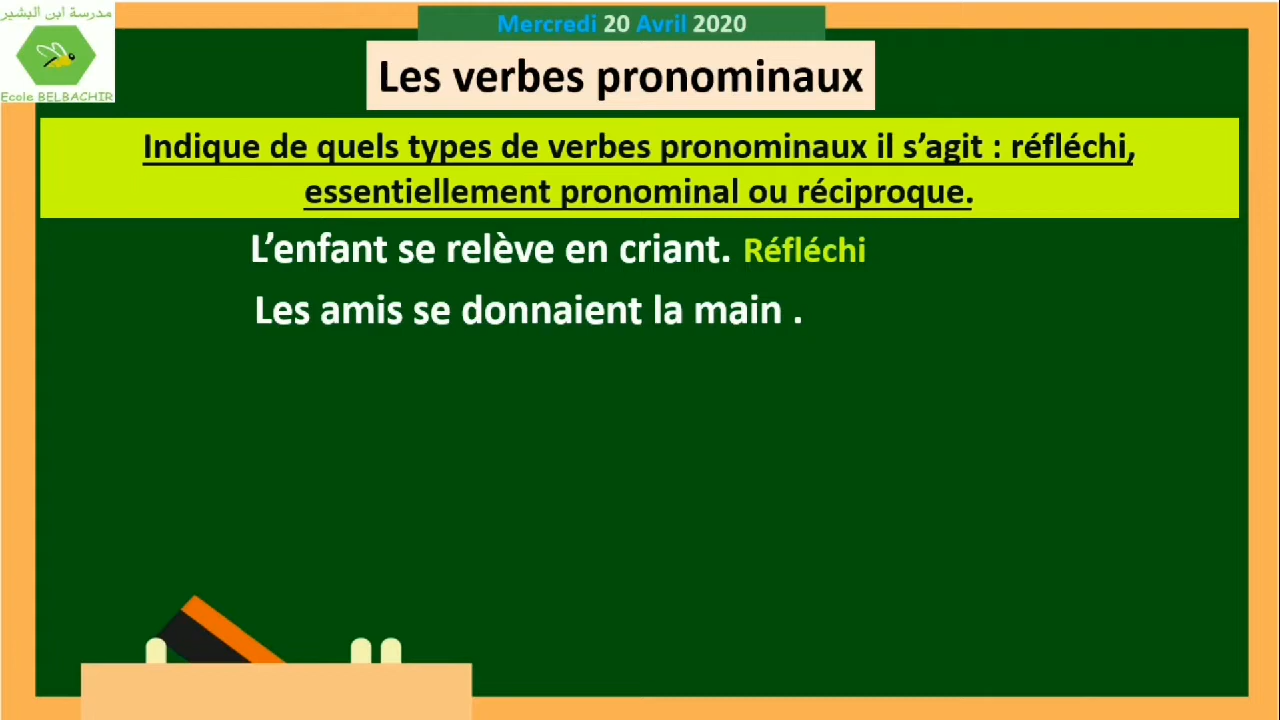 مدرسة ابن البشير
Ecole BELBACHIR
Mercredi 20 Avril 2020
Les verbes pronominaux
Indique de quels types de verbes pronominaux il s’agit : réfléchi,
essentiellement pronominal ou réciproque.
L’enfant se relève en criant. Réfléchi
Les amis se donnaient la main .